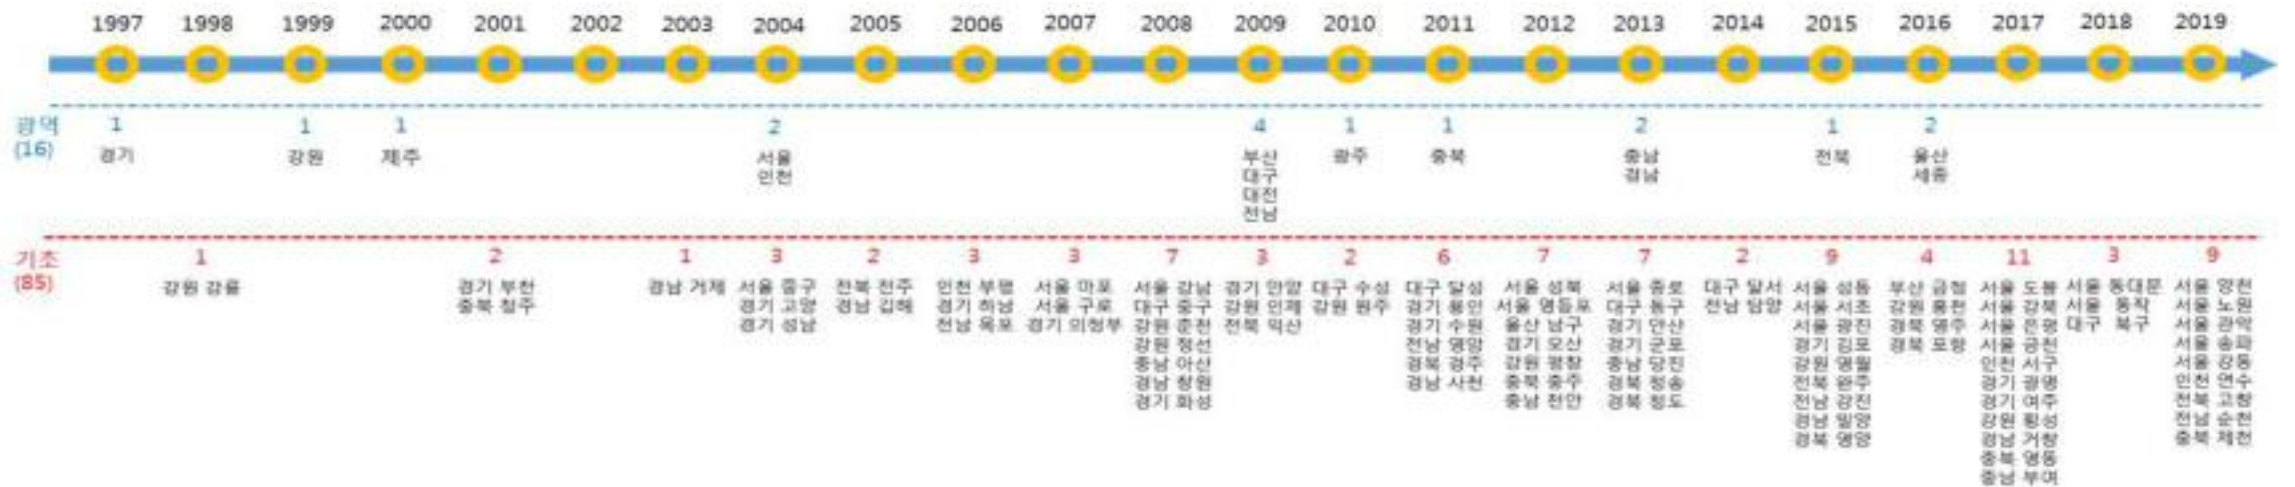 1997 1998 1999 2000 2001 2002 2003 2004 2005 2006 2007 2008 2009 2010 2011 2012 2013 2014 2015 2016 2017 2018 2019
광역 1 1 1 2 4 1 1 2 1 2
(16) 경기 강원 제주 서울 부산 광주 충북 충남 전북 울산
인천 대구 경남 세종
대전
전남
기초 1 2 1 3 2 3 3 7 3 2 6 7 7 2 9 4 11 3 9
(85) 강원 강릉 경기 부천 경남 거제 서울 중구 전북 전주 인천 부평 서울 마포 서울 강남 경기 안양 대구 수성 대구 달성 서울 성북 서울 종로 대구 달서 서울 성동 부산 금정 서울 도봉 서울 동대문 서울 양천
충북 청주 경기 고양 경남 김해 경기 하남 서울 구로 대구 중구 강원 인제 강원 원주 경기 용인 서울 영등포 대구 동구 전남 담양 서울 서초 강원 홍천 서울 강북 서울 동작 서울 노원
경기 성남 전남 목포 경기 의정부 강원 춘천 전북 익산 경기 수원 울산 남구 경기 안산 서울 광진 경북 영주 서울 은평 대구 북구 서울 관악
강원 정선 전남 영암 경기 오산 경기 군포 경기 김포 경북 포항 서울 금천 서울 송파
충남 아산 경북 경주 강원 평창 충남 당진 강원 영월 인천 서구 서울 강동
경남 창원 경남 사천 충북 충주 경북 청송 전북 완주 경기 광명 인천 연수
경기 화성 충남 천안 경북 청도 전남 강진 경기 여주 전북 고창
경남 밀양 강원 횡성 전남 순천
경북 영양 경남 거창 충북 제천
충북 영동
충남 부여